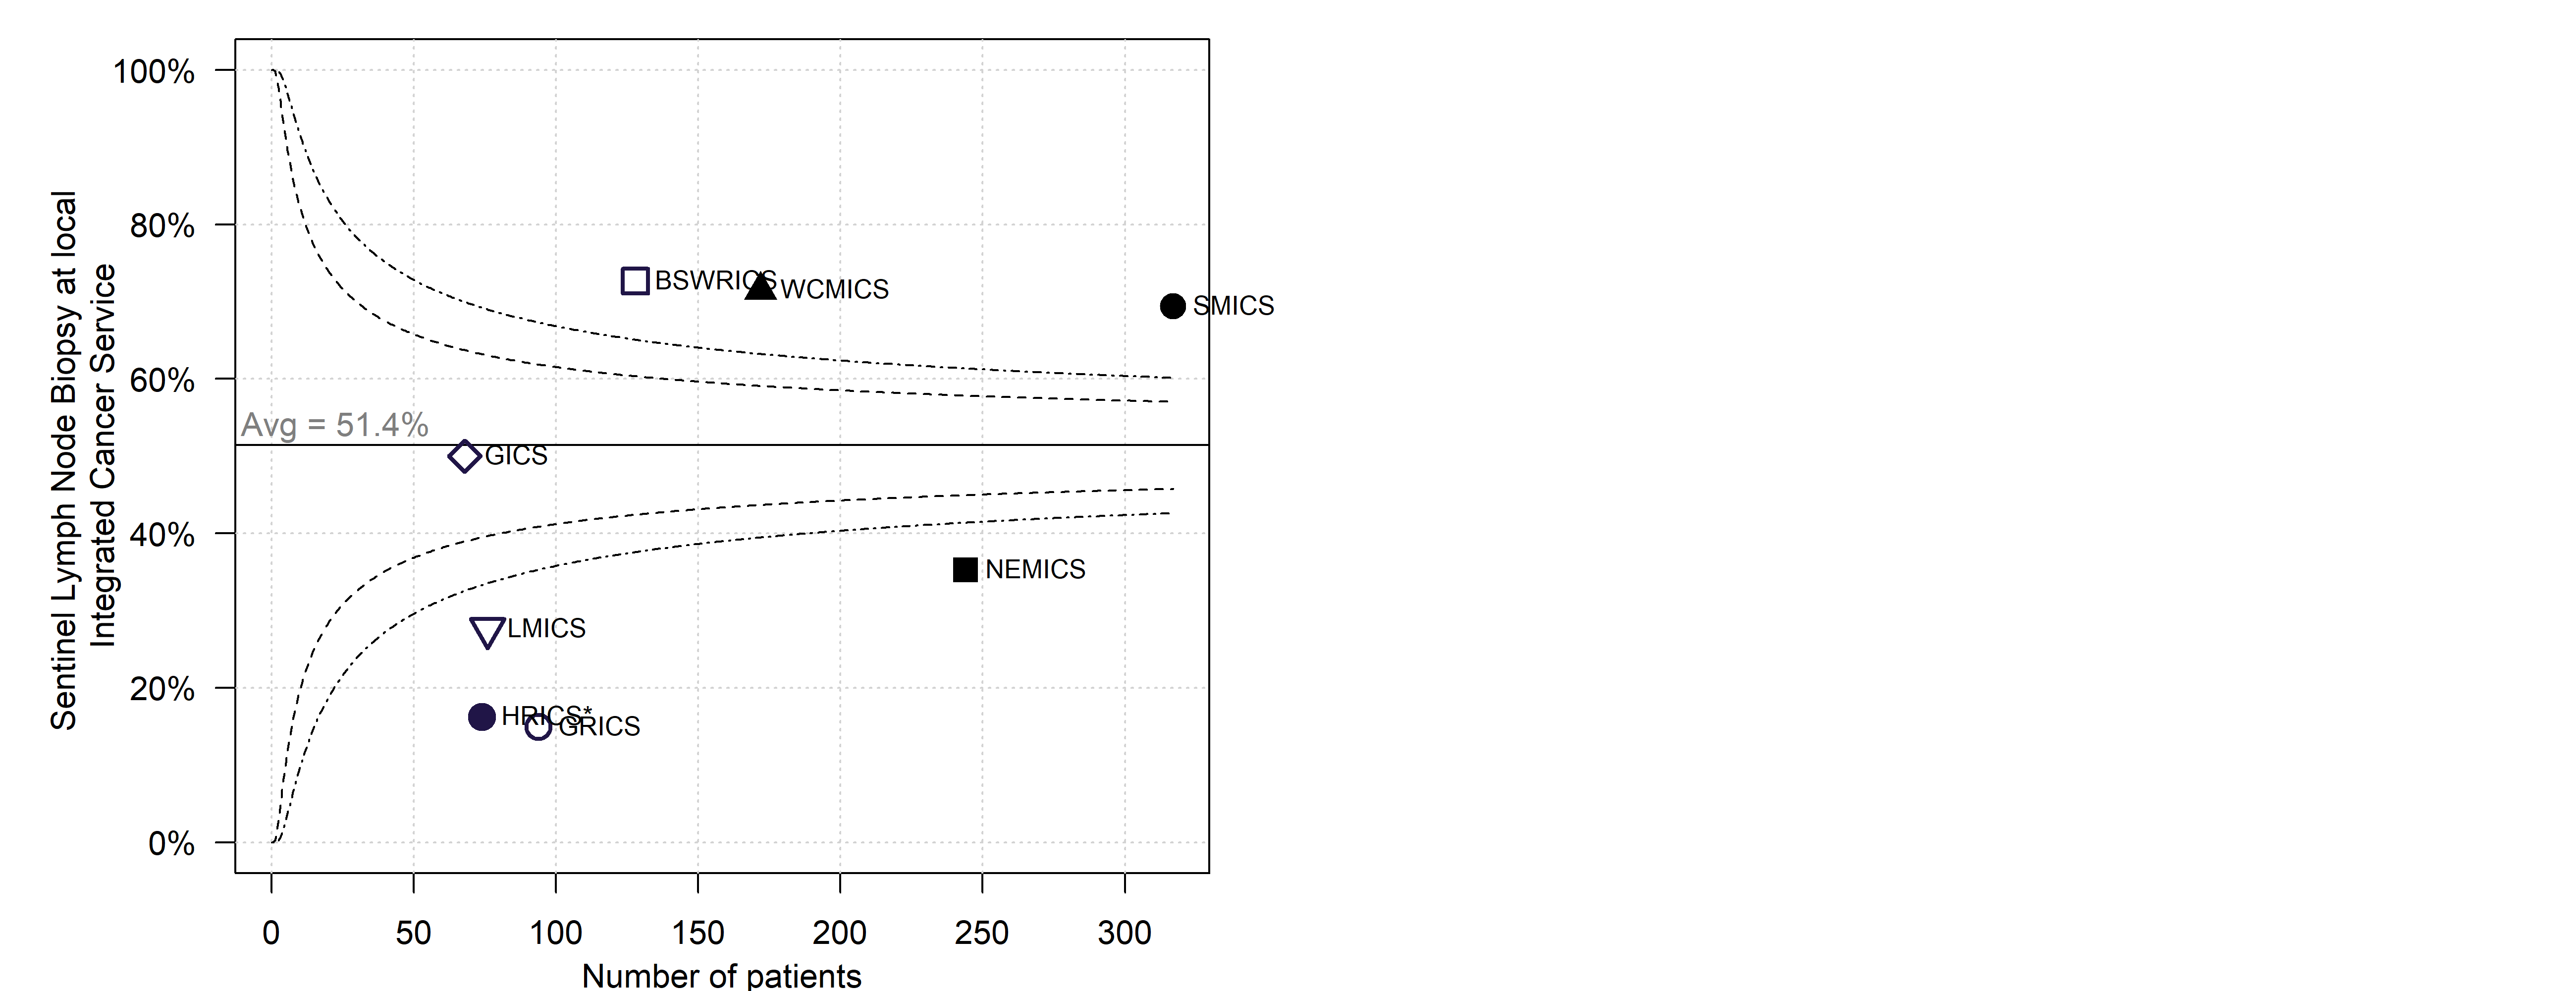 Sentinel Lymph Node Biopsy at local
Integrated Cancer Service
100%
80%
60%
40%
20%
0%
Avg = 51.4%
BSWRICS
WCMICS
SMICS
GICS
NEMICS
LMICS
HRICS*
GRICS
0 50 100 150 200 250 300
Number of patients